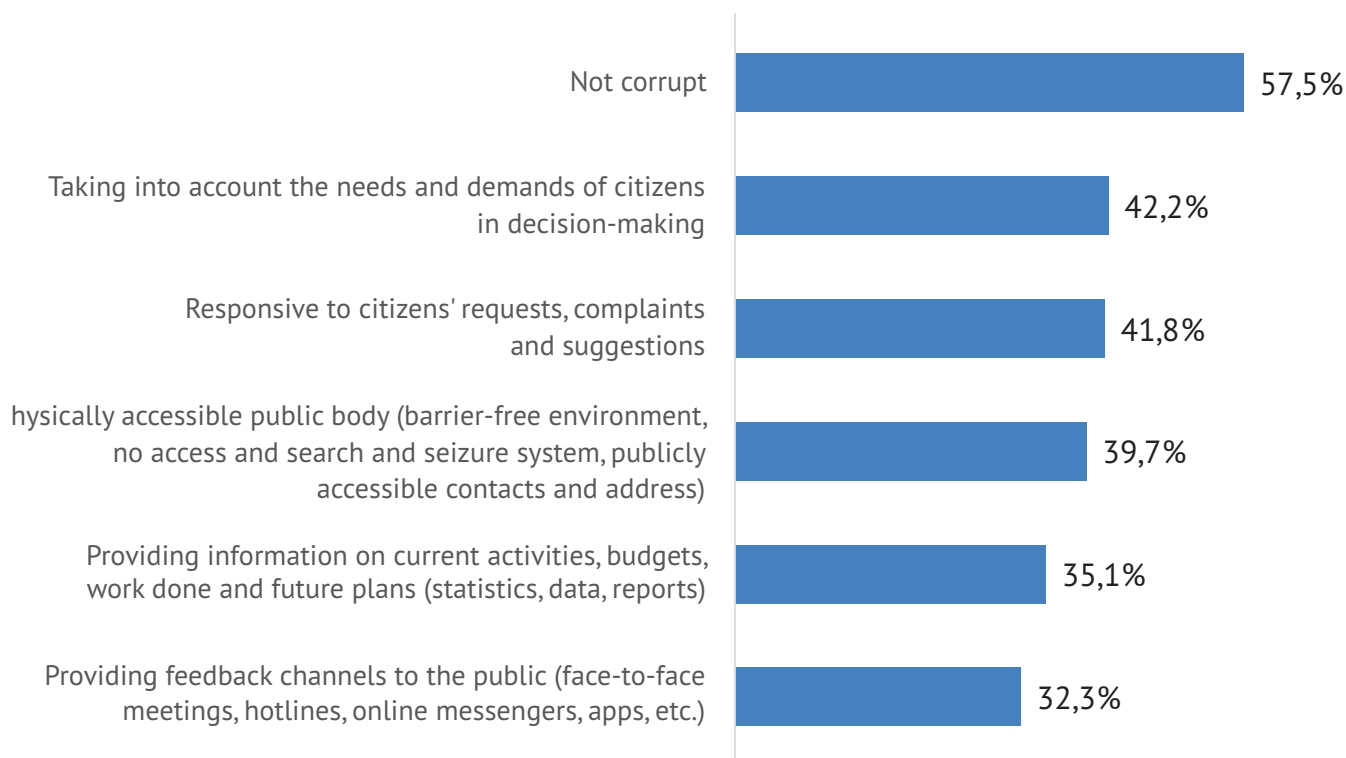 Not corrupt
57,5%
Taking into account the needs and demands of citizens
in decision-making
42,2%
Responsive to citizens' requests, complaints
and suggestions
41,8%
hysically accessible public body (barrier-free environment,
no access and search and seizure system, publicly
accessible contacts and address)
39,7%
Providing information on current activities, budgets,
work done and future plans (statistics, data, reports)
35,1%
Providing feedback channels to the public (face-to-face
meetings, hotlines, online messengers, apps, etc.)
32,3%